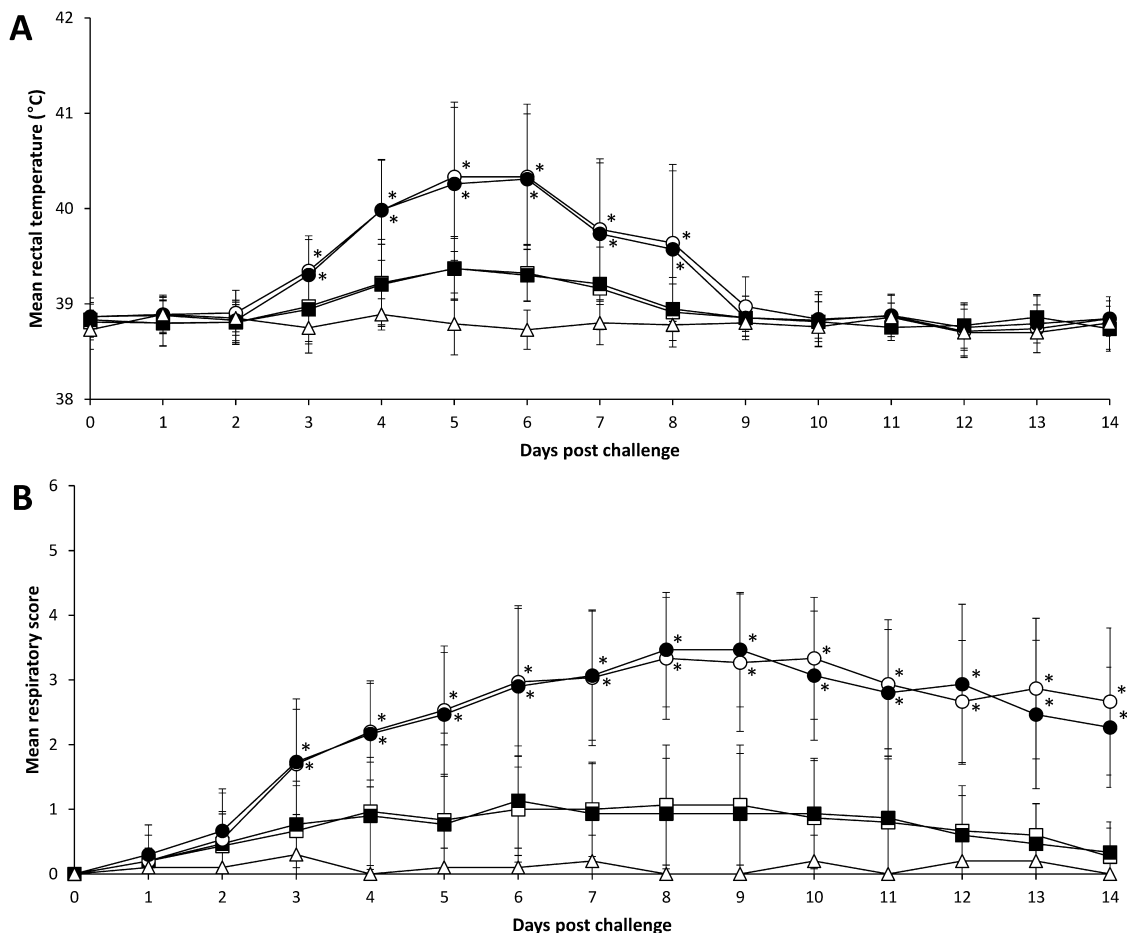 A
42
41
40
39
38
Mean rectal temperature (°C)
* * * * * *
* * * * * *
0 1 2 3 4 5 6 7 8 9 10 11 12 13 14
Days post challenge
B
6
5
4
3
2
1
0
Mean respiratory score
* * * * * * * * * * * *
* * * * * * * * * * * *
0 1 2 3 4 5 6 7 8 9 10 11 12 13 14
Days post challenge